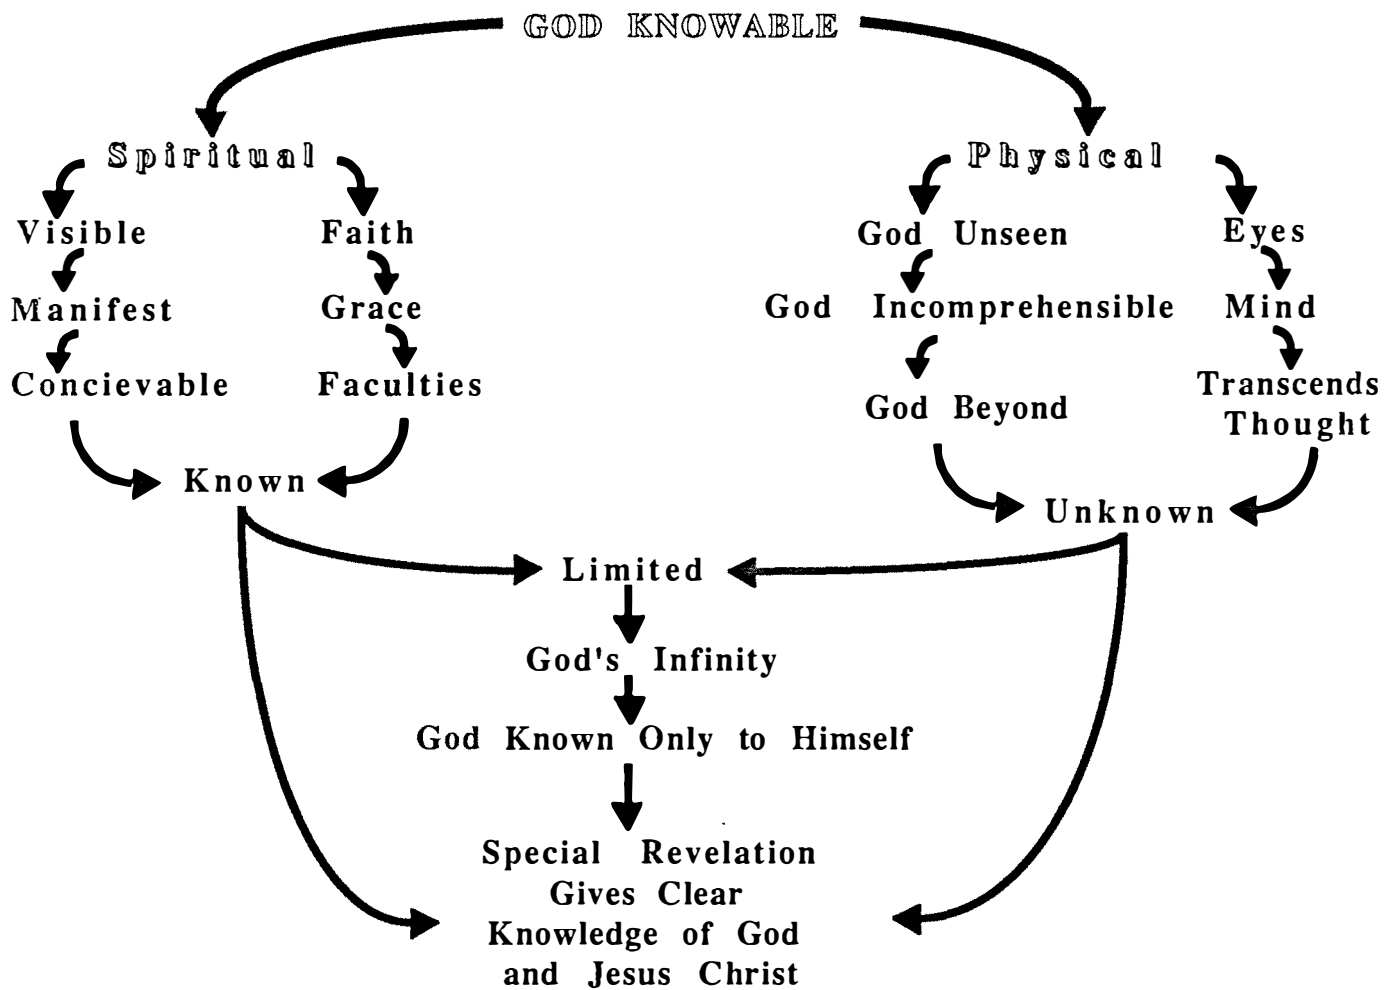 GOD KNOWABLE
Spiritual
Physical
Visible
Faith
God Unseen
Eyes
Manifest
Grace
God Incomprehensible
Mind
Concievable
Faculties
God Beyond
Transcends
Thought
Known
Unknown
Limited
God's Infinity
God Known Only to Himself
Special Revelation
Gives Clear
Knowledge of God
and Jesus Christ